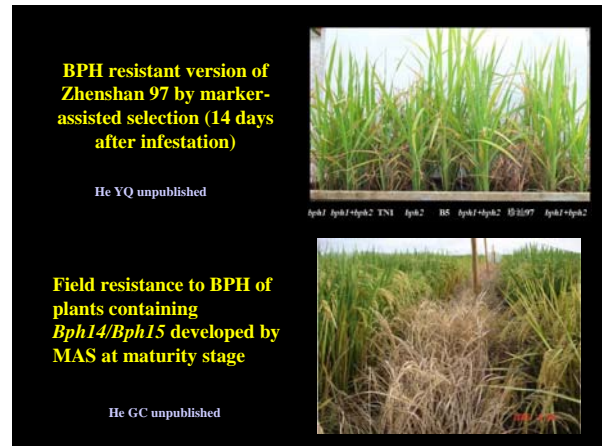 BPH resistant version of
Zhenshan 97 by marker-
assisted selection (14 days
after infestation)
He YQ unpublished
bph1 bph1+bph2 TN1 bph2 B5 bph1+bph2 珍汕97 bph1+bph2
Field resistance to BPH of
plants containing
Bph14/Bph15 developed by
MAS at maturity stage
He GC unpublished